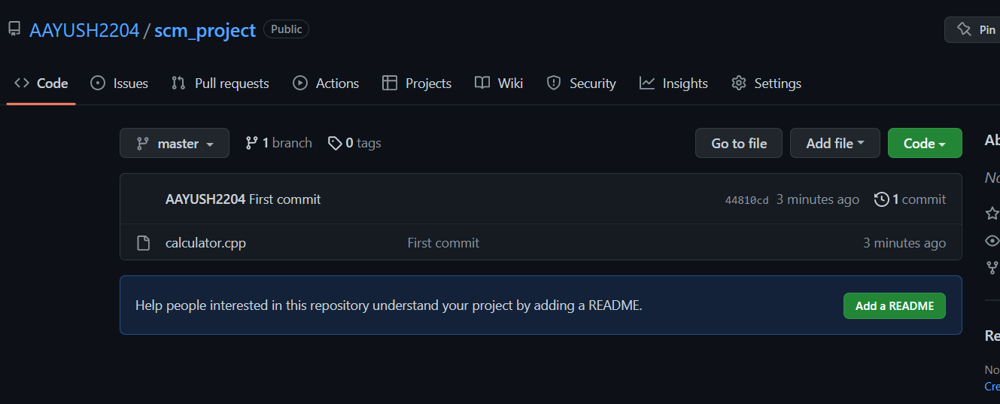 AAYUSH2204 / scm_project Public Pin
Code Issues Pull requests Actions Projects Wiki Security Insights Settings
master 1 branch 0 tags Go to file Add file Code
AAYUSH2204 First commit 44810cd 3 minutes ago 1 commit
calculator.cpp First commit 3 minutes ago
Help people interested in this repository understand your project by adding a README. Add a README
Ab
No
Re
No
Cre